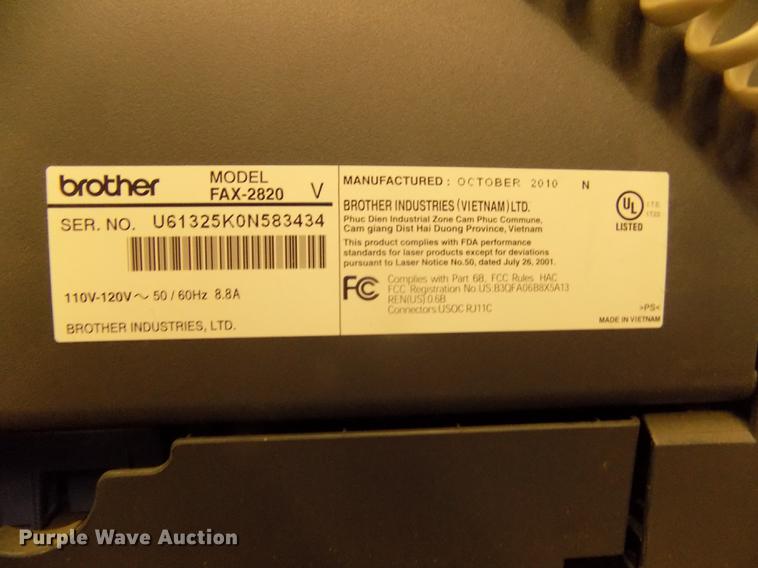 brother MODEL FAX-2820 V
SER. NO. U61325K0N583434
110V-120V ~ 50 / 60Hz 8.8A
BROTHER INDUSTRIES, LTD.
MANUFACTURED : OCTOBER 2010 N
BROTHER INDUSTRIES (VIETNAM) LTD.
Phuc Dien Industrial Zone Cam Phuc Commune,
Cam giang Dist Hai Duong Province, Vietnam
This product complies with FDA performance
standards for laser products except for deviations
pursuant to Laser Notice No.50, dated July 26, 2001.
FC Complies with Part 68, FCC Rules HAC
FCC Registration No.US:B3QFA06B8X5A13
REN(US):0.6B
Connectors:USOC RJ11C
UL
LISTED
I.T.E.
>PS<
MADE IN VIETNAM
Purple Wave Auction